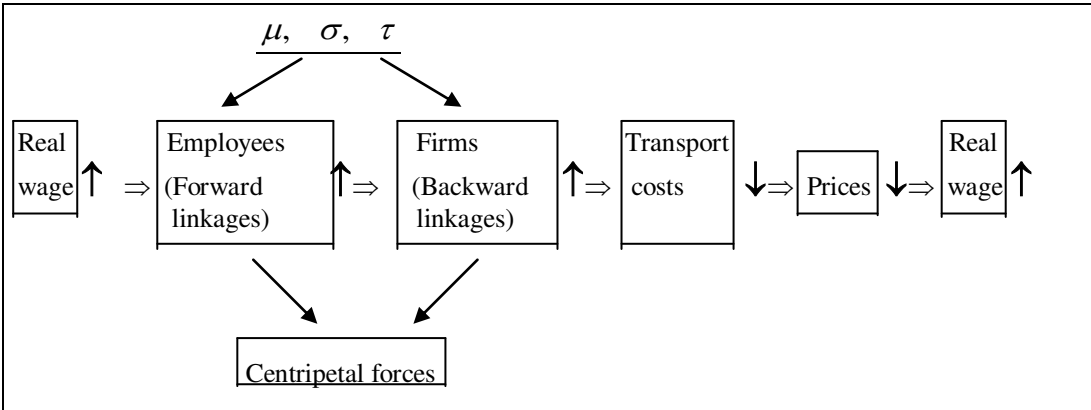 μ, σ, τ
Real
wage ↑ ⇒
Employees
(Forward
linkages)
↑ ⇒
Firms
(Backward
linkages)
↑ ⇒
Transport
costs
↓ ⇒
Prices
↓ ⇒
Real
wage ↑
Centripetal forces